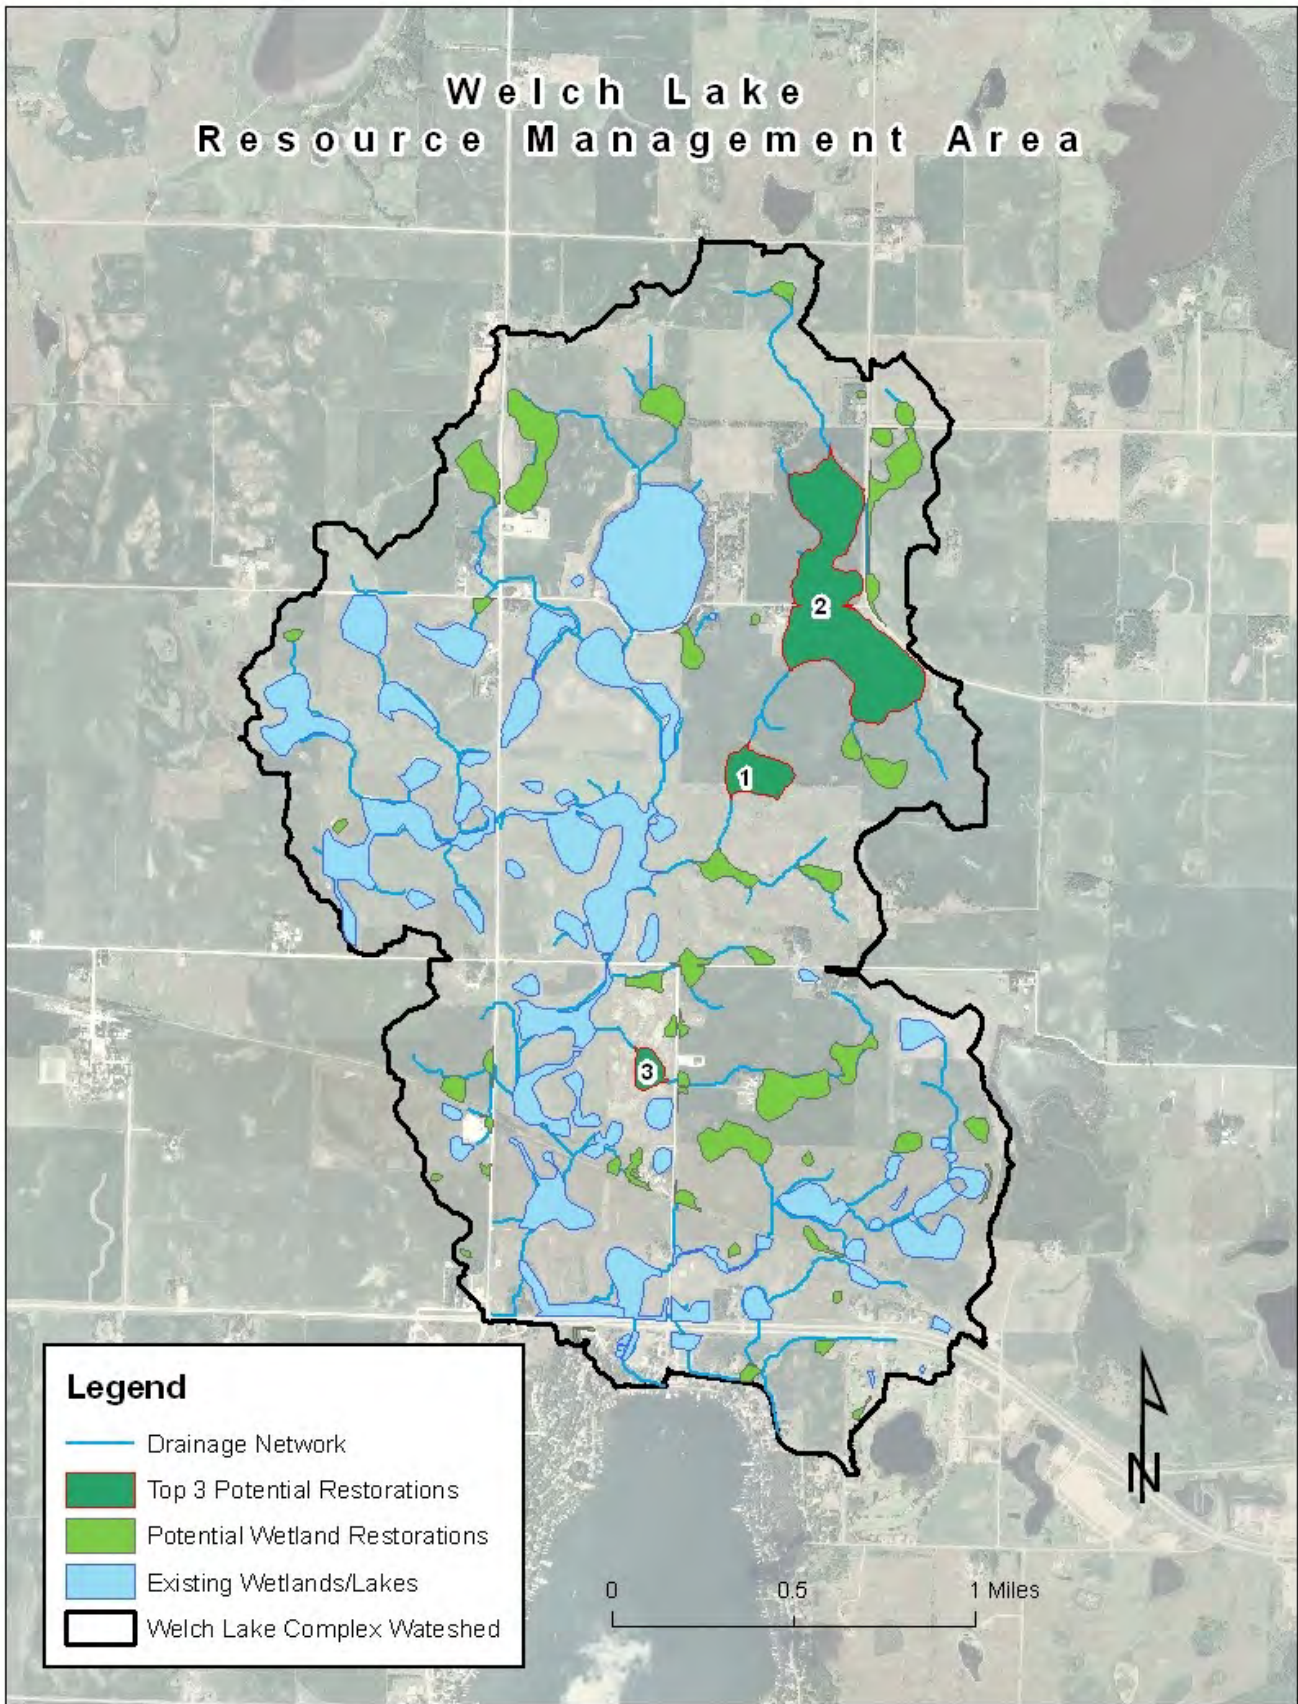 Welch Lake
Resource Management Area
2
1
3
Legend
Drainage Network
Top 3 Potential Restorations
Potential Wetland Restorations
Existing Wetlands/Lakes
Welch Lake Complex Wateshed
0 0.5 1 Miles
N